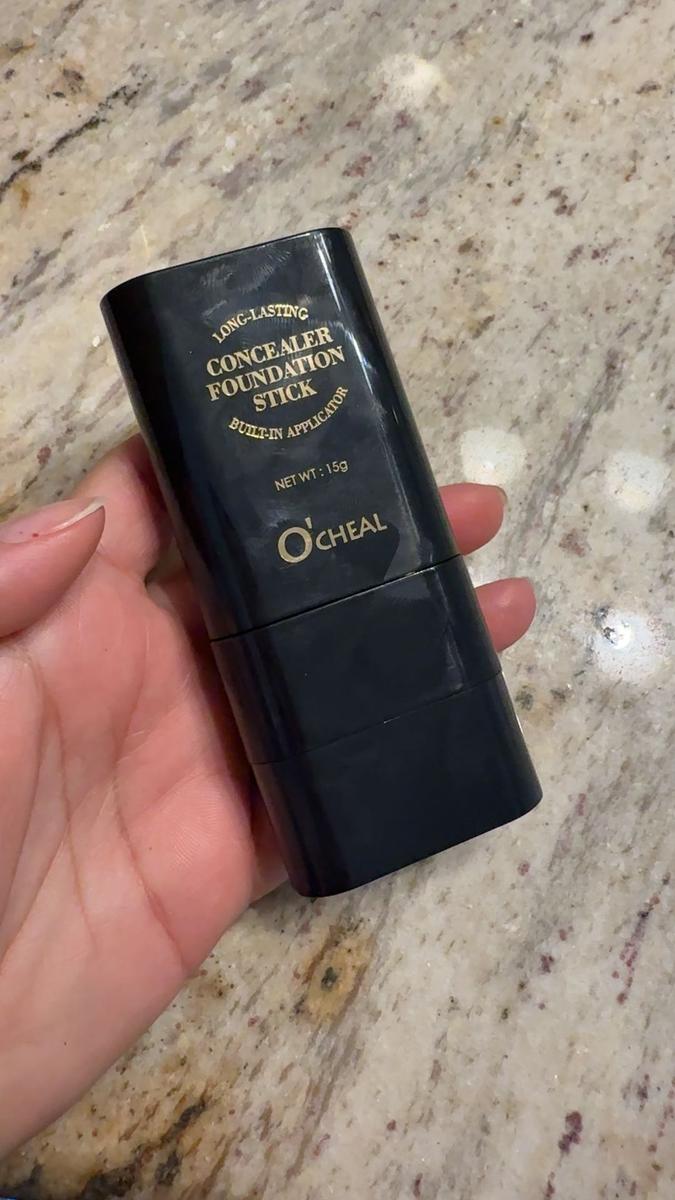 LONG-LASTING
CONCEALER
FOUNDATION
STICK
BUILT-IN APPLICATOR
NET WT : 15g
O'CHEAL